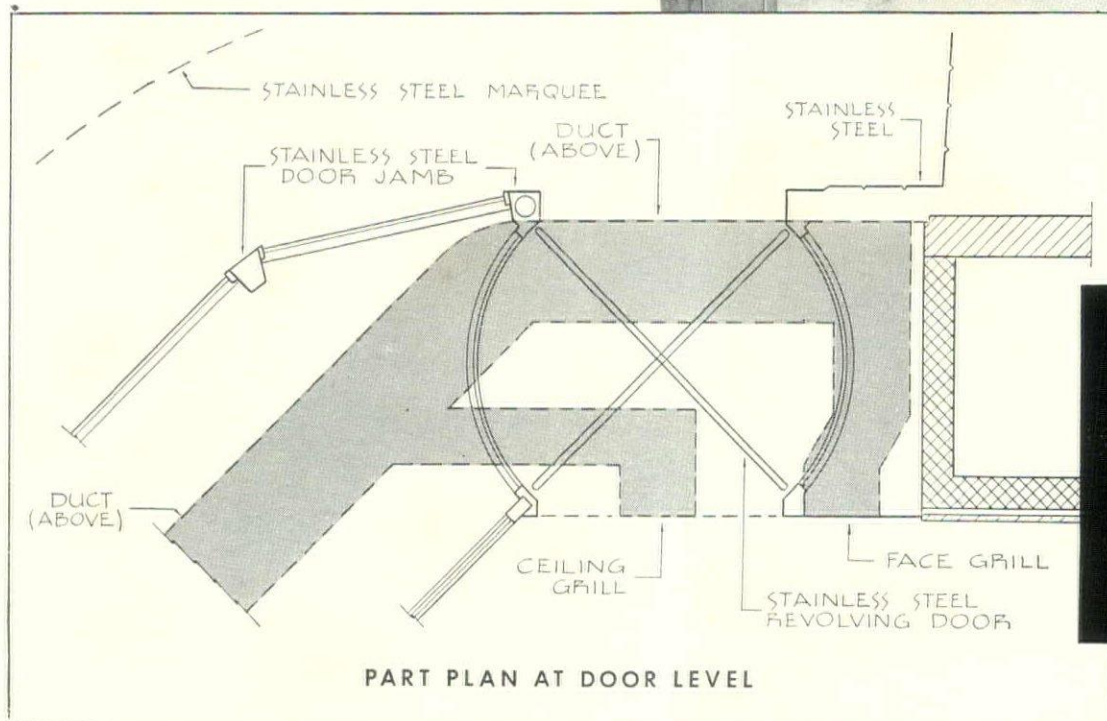 STAINLESS STEEL MARQUEE
STAINLESS
STEEL
DUCT
(ABOVE)
STAINLESS STEEL
DOOR JAMB
DUCT
(ABOVE)
CEILING
GRILL
FACE GRILL
STAINLESS STEEL
REVOLVING DOOR
PART PLAN AT DOOR LEVEL